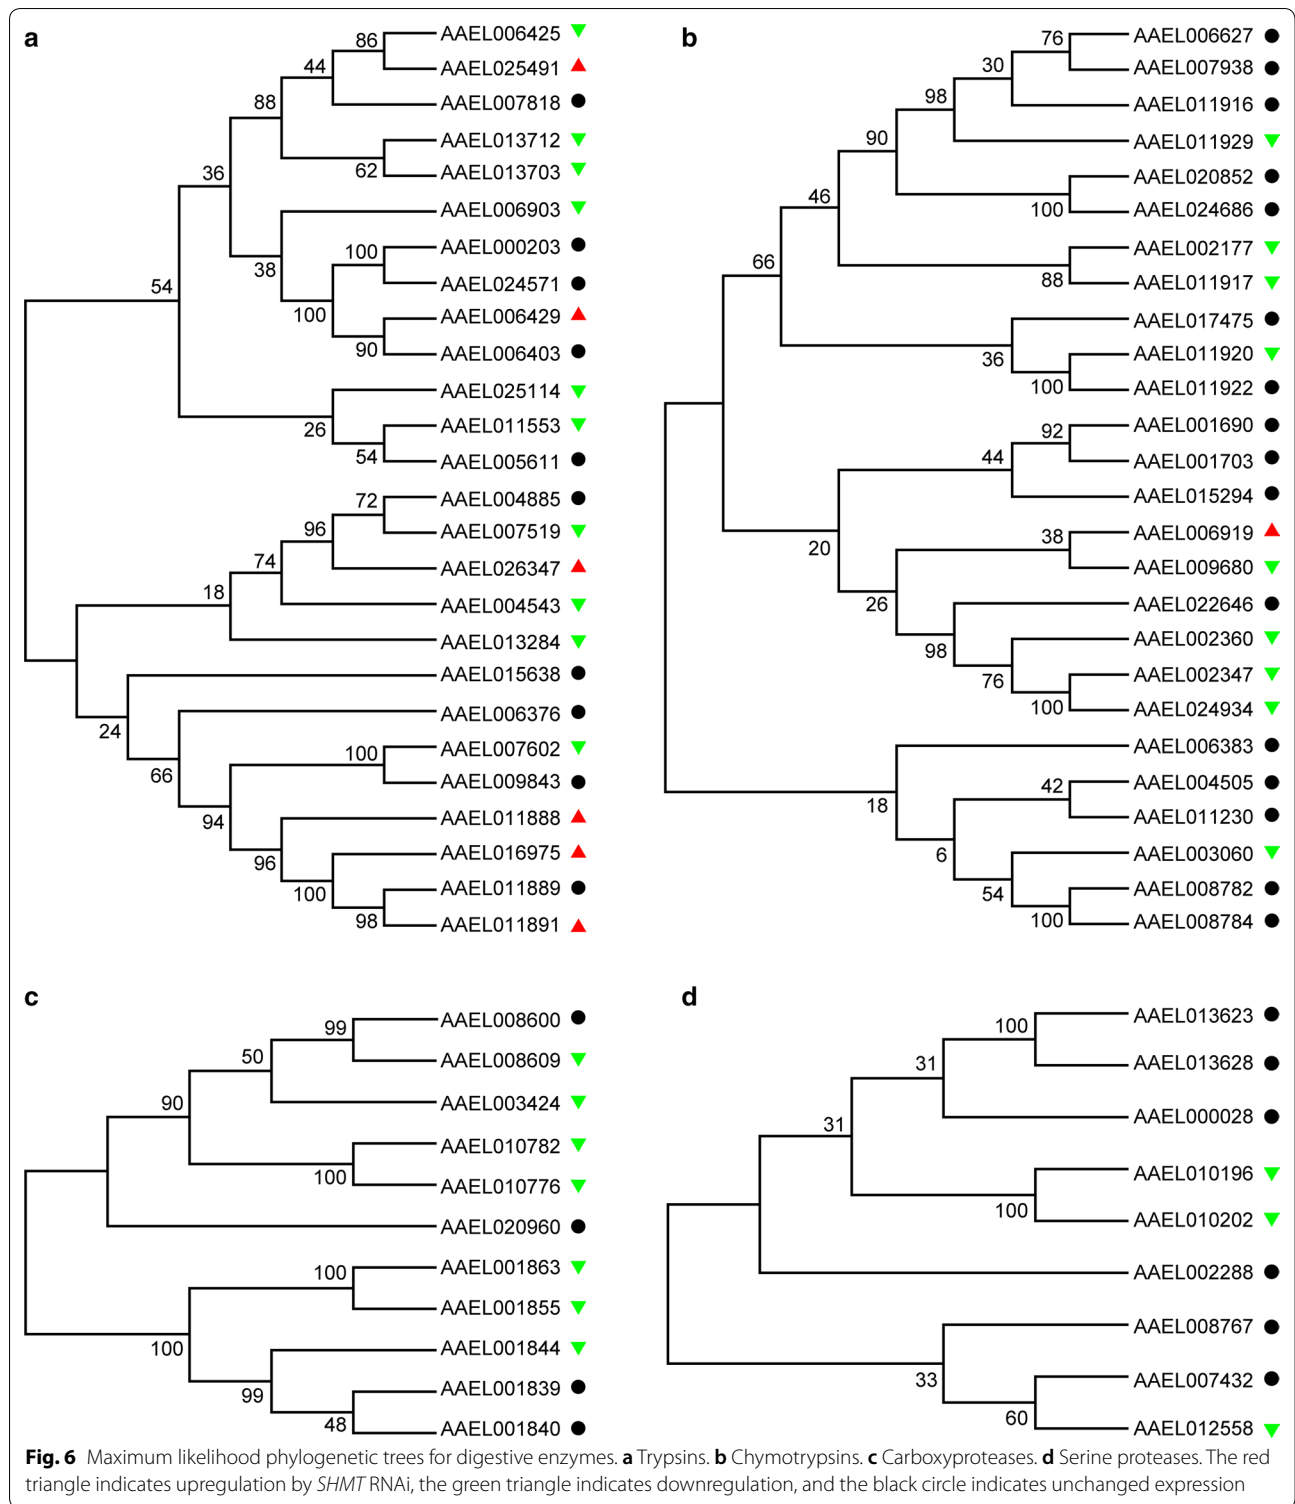 a
AAEL006425
AAEL025491
AAEL007818
AAEL013712
AAEL013703
AAEL006903
AAEL000203
AAEL024571
AAEL006429
AAEL006403
AAEL025114
AAEL011553
AAEL005611
AAEL004885
AAEL007519
AAEL026347
AAEL004543
AAEL013284
AAEL015638
AAEL006376
AAEL007602
AAEL009843
AAEL011888
AAEL016975
AAEL011889
AAEL011891
86
44
88
62
36
100
38
100
90
54
26
54
72
96
74
18
24
66
100
94
96
100
98
b
AAEL006627
AAEL007938
AAEL011916
AAEL011929
AAEL020852
AAEL024686
AAEL002177
AAEL011917
AAEL017475
AAEL011920
AAEL011922
AAEL001690
AAEL001703
AAEL015294
AAEL006919
AAEL009680
AAEL022646
AAEL002360
AAEL002347
AAEL024934
AAEL006383
AAEL004505
AAEL011230
AAEL003060
AAEL008782
AAEL008784
76
30
98
90
100
46
88
66
36
100
92
44
20
38
26
98
76
100
18
42
6
54
100
c
AAEL008600
AAEL008609
AAEL003424
AAEL010782
AAEL010776
AAEL020960
AAEL001863
AAEL001855
AAEL001844
AAEL001839
AAEL001840
99
50
90
100
100
100
99
48
d
AAEL013623
AAEL013628
AAEL000028
AAEL010196
AAEL010202
AAEL002288
AAEL008767
AAEL007432
AAEL012558
100
31
31
100
33
60
Fig. 6 Maximum likelihood phylogenetic trees for digestive enzymes. a Trypsins. b Chymotrypsins. c Carboxyproteases. d Serine proteases. The red
triangle indicates upregulation by SHMT RNAi, the green triangle indicates downregulation, and the black circle indicates unchanged expression